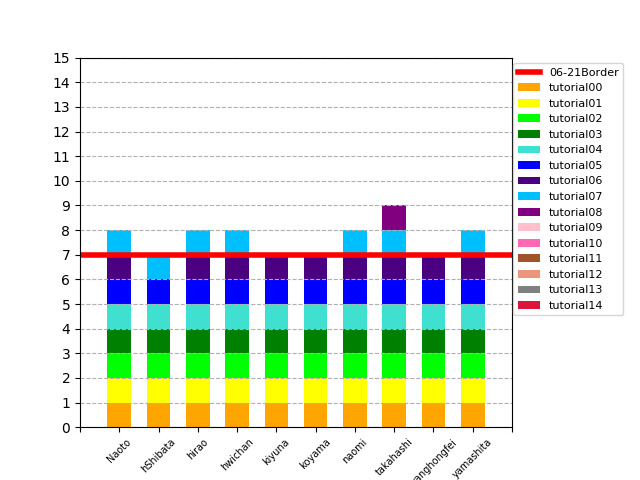 15
14
13
12
11
10
9
8
7
6
5
4
3
2
1
0
Naoto
hShibata
hirao
hwichan
kiyuna
koyama
naomi
takahashi
anghongfei
yamashita
06-21Border
tutorial00
tutorial01
tutorial02
tutorial03
tutorial04
tutorial05
tutorial06
tutorial07
tutorial08
tutorial09
tutorial10
tutorial11
tutorial12
tutorial13
tutorial14